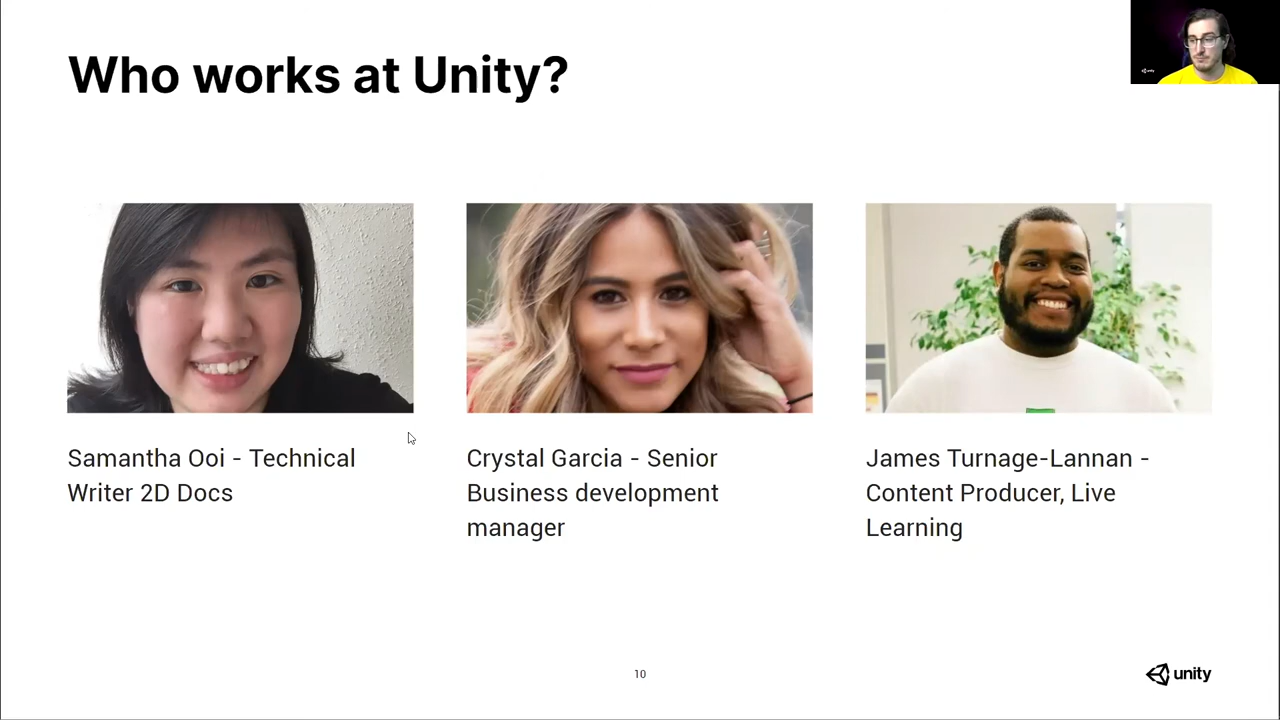 Who works at Unity?
Samantha Ooi - Technical
Writer 2D Docs
Crystal Garcia - Senior
Business development
manager
James Turnage-Lannan -
Content Producer, Live
Learning
10
unity
unity